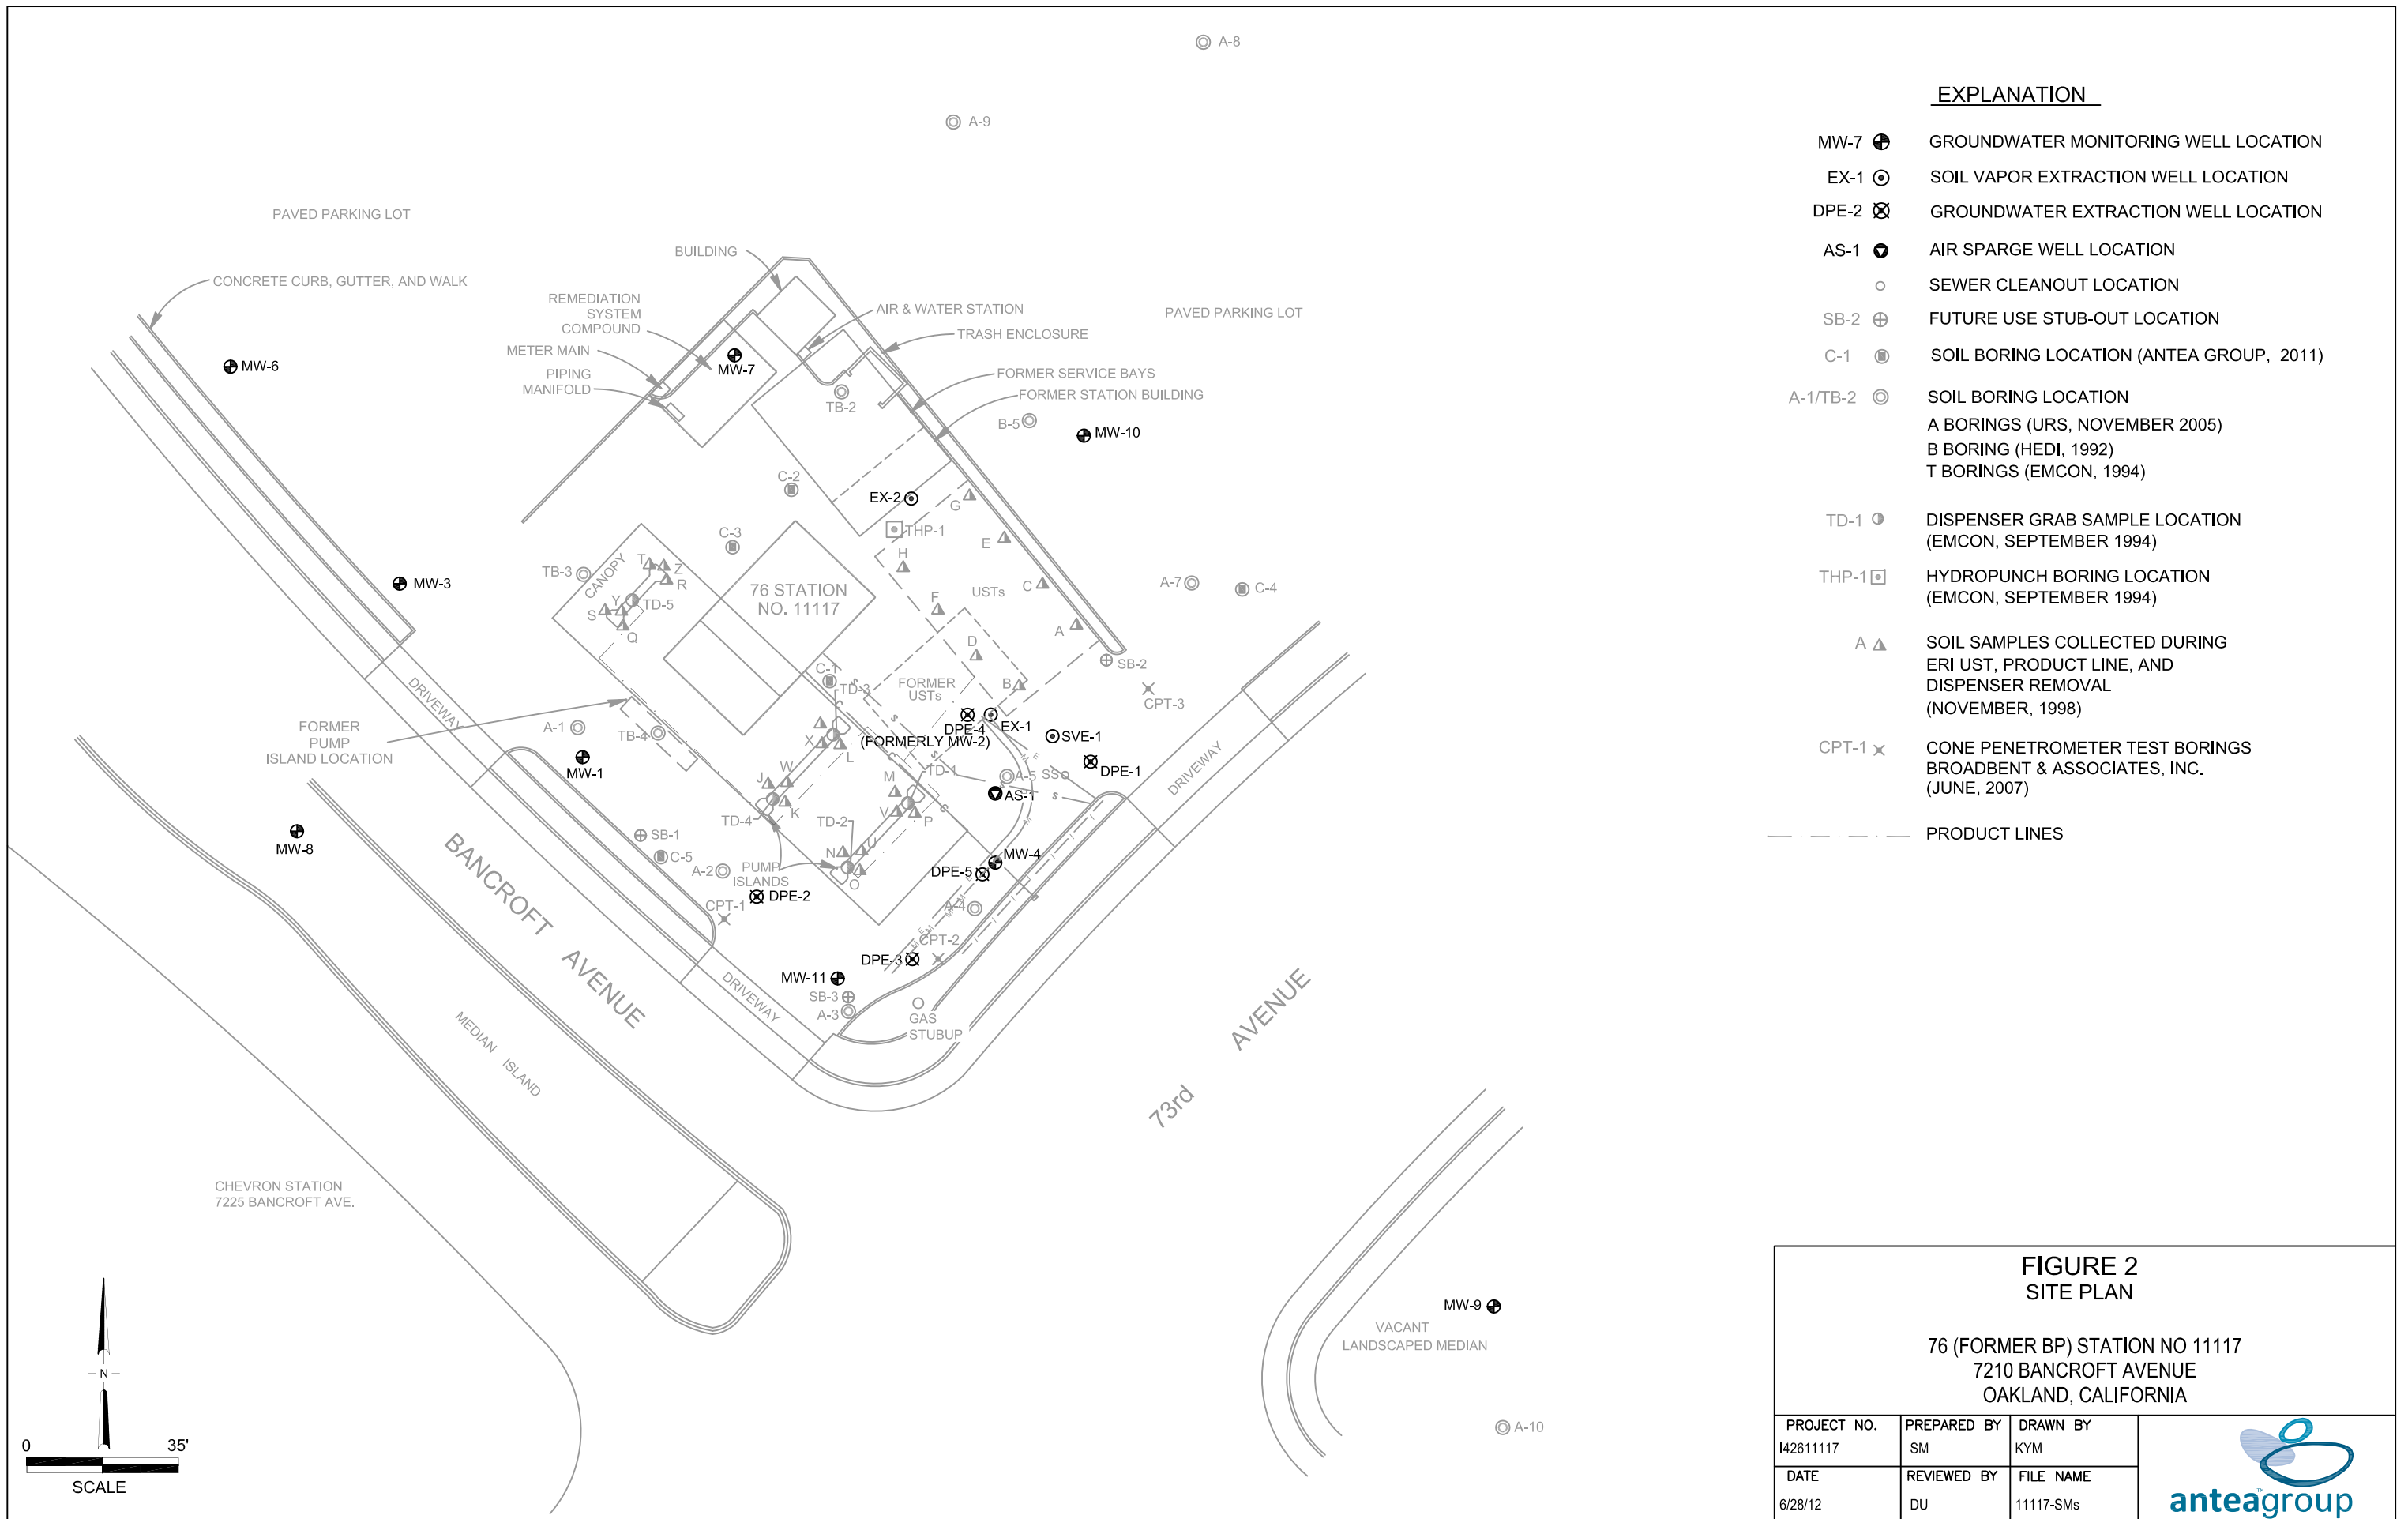 A-8
A-9
EXPLANATION
MW-7 GROUNDWATER MONITORING WELL LOCATION
EX-1 SOIL VAPOR EXTRACTION WELL LOCATION
DPE-2 GROUNDWATER EXTRACTION WELL LOCATION
AS-1 AIR SPARGE WELL LOCATION
SEWER CLEANOUT LOCATION
SB-2 FUTURE USE STUB-OUT LOCATION
C-1 SOIL BORING LOCATION (ANTEA GROUP, 2011)
A-1/TB-2 SOIL BORING LOCATION
A BORINGS (URS, NOVEMBER 2005)
B BORING (HEDI, 1992)
T BORINGS (EMCON, 1994)
TD-1 DISPENSER GRAB SAMPLE LOCATION
(EMCON, SEPTEMBER 1994)
THP-1 HYDROPUNCH BORING LOCATION
(EMCON, SEPTEMBER 1994)
A SOIL SAMPLES COLLECTED DURING
ERI UST, PRODUCT LINE, AND
DISPENSER REMOVAL
(NOVEMBER, 1998)
CPT-1 CONE PENETROMETER TEST BORINGS
BROADBENT & ASSOCIATES, INC.
(JUNE, 2007)
PRODUCT LINES
PAVED PARKING LOT
CONCRETE CURB, GUTTER, AND WALK
BUILDING
REMEDIATION
SYSTEM
COMPOUND
METER MAIN
PIPING
MANIFOLD
AIR & WATER STATION
TRASH ENCLOSURE
PAVED PARKING LOT
FORMER SERVICE BAYS
FORMER STATION BUILDING
MW-6
MW-7
TB-2
B-5
MW-10
C-2
EX-2
G
THP-1
C-3
E
H
TB-3
CANOPY
T
Z
R
MW-3
76 STATION
NO. 11117
USTs
C
A-7
C-4
Y
TD-5
S
Q
F
A
D
SB-2
C-1
TD-3
FORMER
USTs
B
CPT-3
DRIVEWAY
FORMER
PUMP
ISLAND LOCATION
A-1
TB-4
MW-1
X
L
DPE-4
(FORMERLY MW-2)
EX-1
SVE-1
DPE-1
DRIVEWAY
J
W
K
M
TD-1
A-5
SS
AS-1
V
P
TD-4
TD-2
MW-8
SB-1
C-5
A-2
N
U
O
PUMP
ISLANDS
MW-4
DPE-5
DPE-2
CPT-1
A-4
CPT-2
DPE-3
MW-11
SB-3
A-3
GAS
STUBUP
DRIVEWAY
BANCROFT AVENUE
73rd AVENUE
MEDIAN ISLAND
CHEVRON STATION
7225 BANCROFT AVE.
MW-9
VACANT
LANDSCAPED MEDIAN
A-10
N
0 35'
SCALE
FIGURE 2
SITE PLAN
76 (FORMER BP) STATION NO 11117
7210 BANCROFT AVENUE
OAKLAND, CALIFORNIA
PROJECT NO. PREPARED BY DRAWN BY
I42611117 SM KYM
DATE REVIEWED BY FILE NAME
6/28/12 DU 11117-SMs
anteagroup